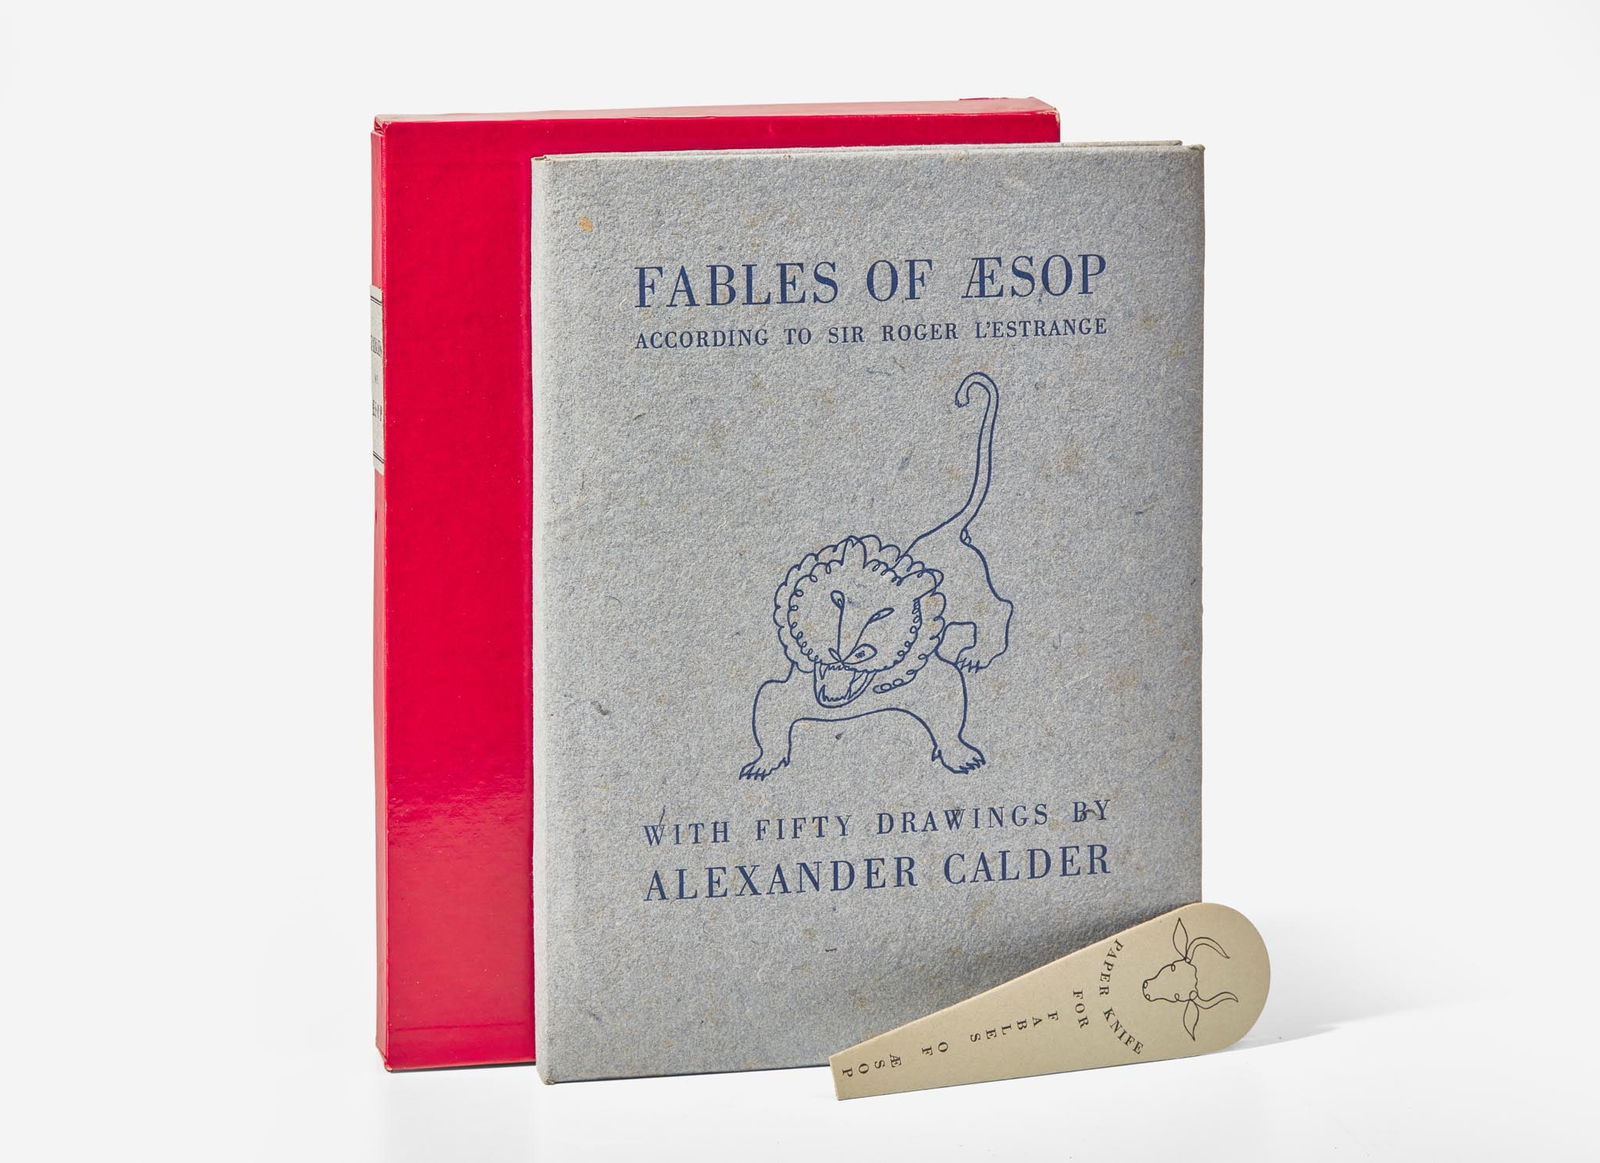 FABLES OF ÆSOP
ACCORDING TO SIR ROGER L'ESTRANGE
WITH FIFTY DRAWINGS BY
ALEXANDER CALDER
PAPER KNIFE
FOR
FABLES OF ÆSOP